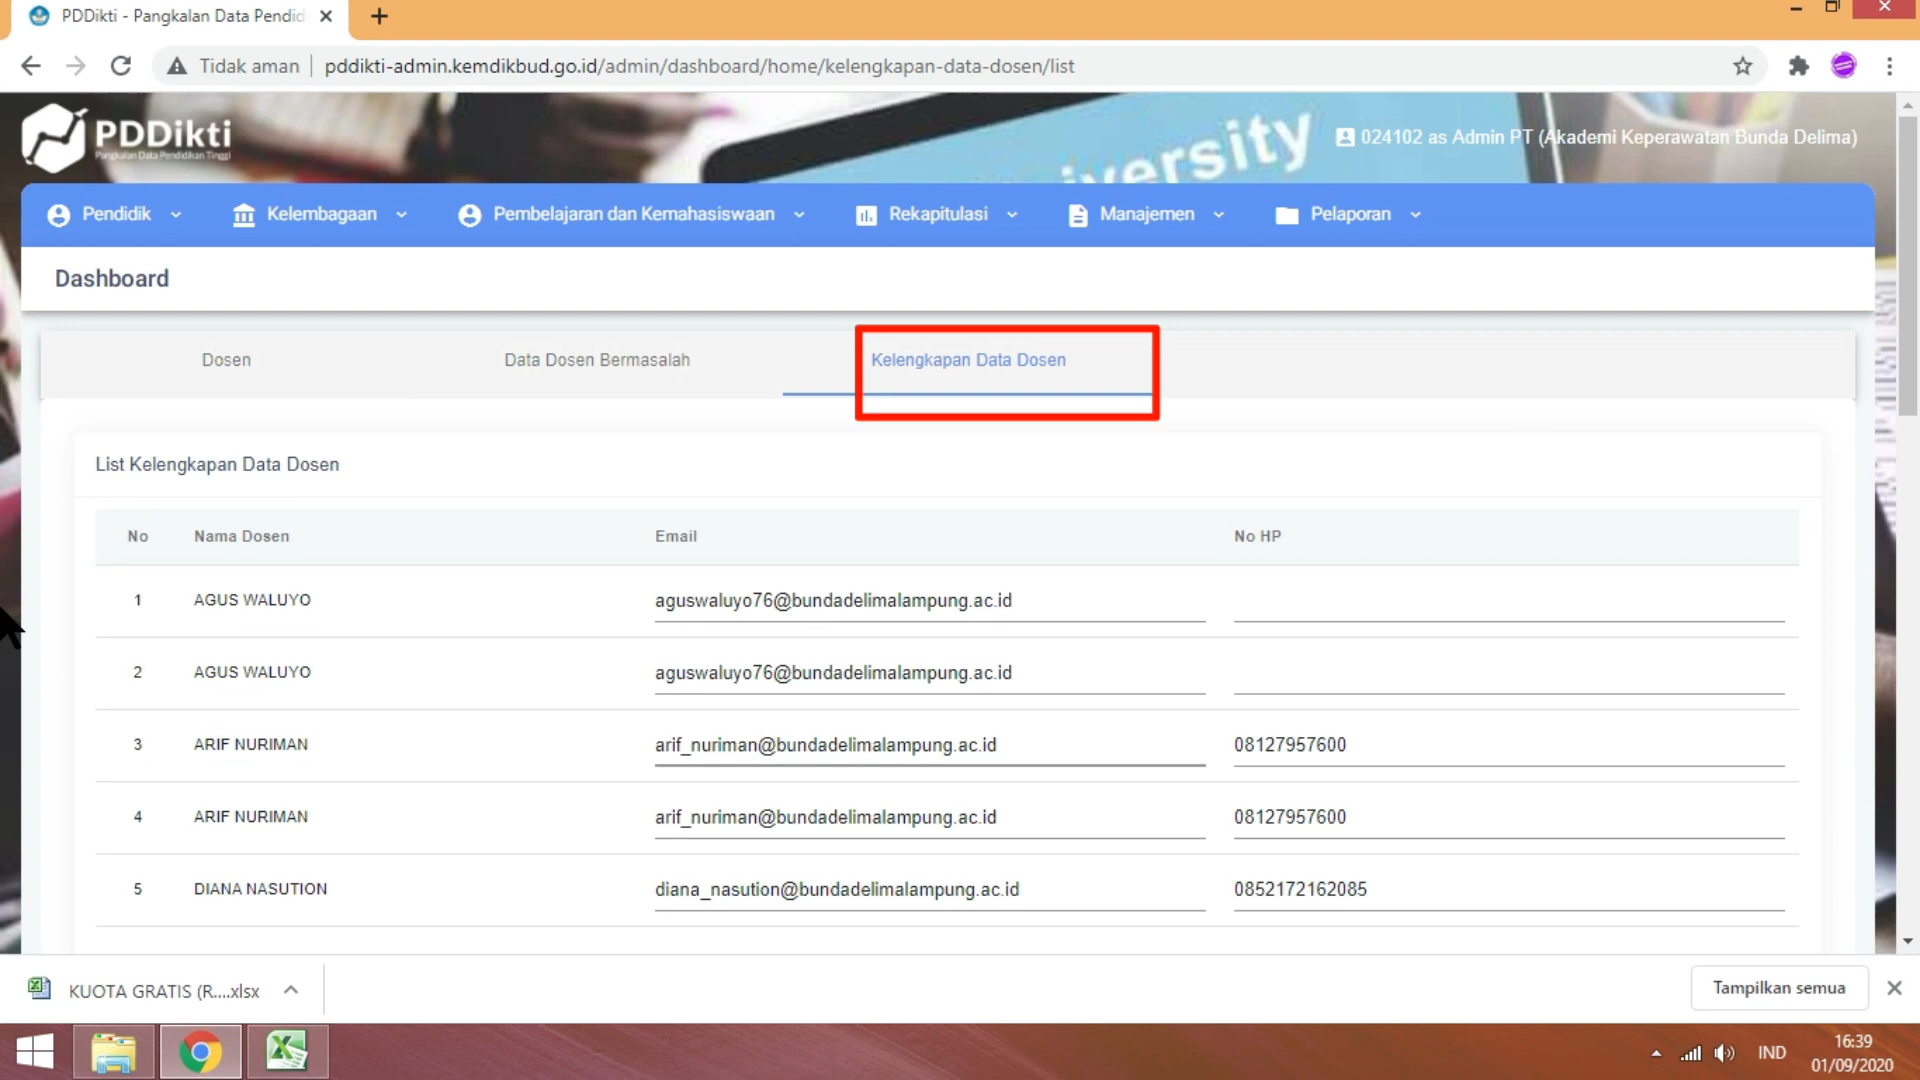 PDDikti - Pangkalan Data Pendid
Tidak aman
pddikti-admin.kemdikbud.go.id/admin/dashboard/home/kelengkapan-data-dosen/list
PDDikti
Pangkalan Data Pendidikan Tinggi
iversity
024102 as Admin PT (Akademi Keperawatan Bunda Delima)
Pendidik Kelembagaan Pembelajaran dan Kemahasiswaan Rekapitulasi Manajemen Pelaporan
Dashboard
Dosen Data Dosen Bermasalah Kelengkapan Data Dosen
List Kelengkapan Data Dosen
No Nama Dosen Email No HP
1 AGUS WALUYO aguswaluyo76@bundadelimalampung.ac.id
2 AGUS WALUYO aguswaluyo76@bundadelimalampung.ac.id
3 ARIF NURIMAN arif_nuriman@bundadelimalampung.ac.id 08127957600
4 ARIF NURIMAN arif_nuriman@bundadelimalampung.ac.id 08127957600
5 DIANA NASUTION diana_nasution@bundadelimalampung.ac.id 0852172162085
KUOTA GRATIS (R....xlsx
Tampilkan semua
IND
16:39
01/09/2020